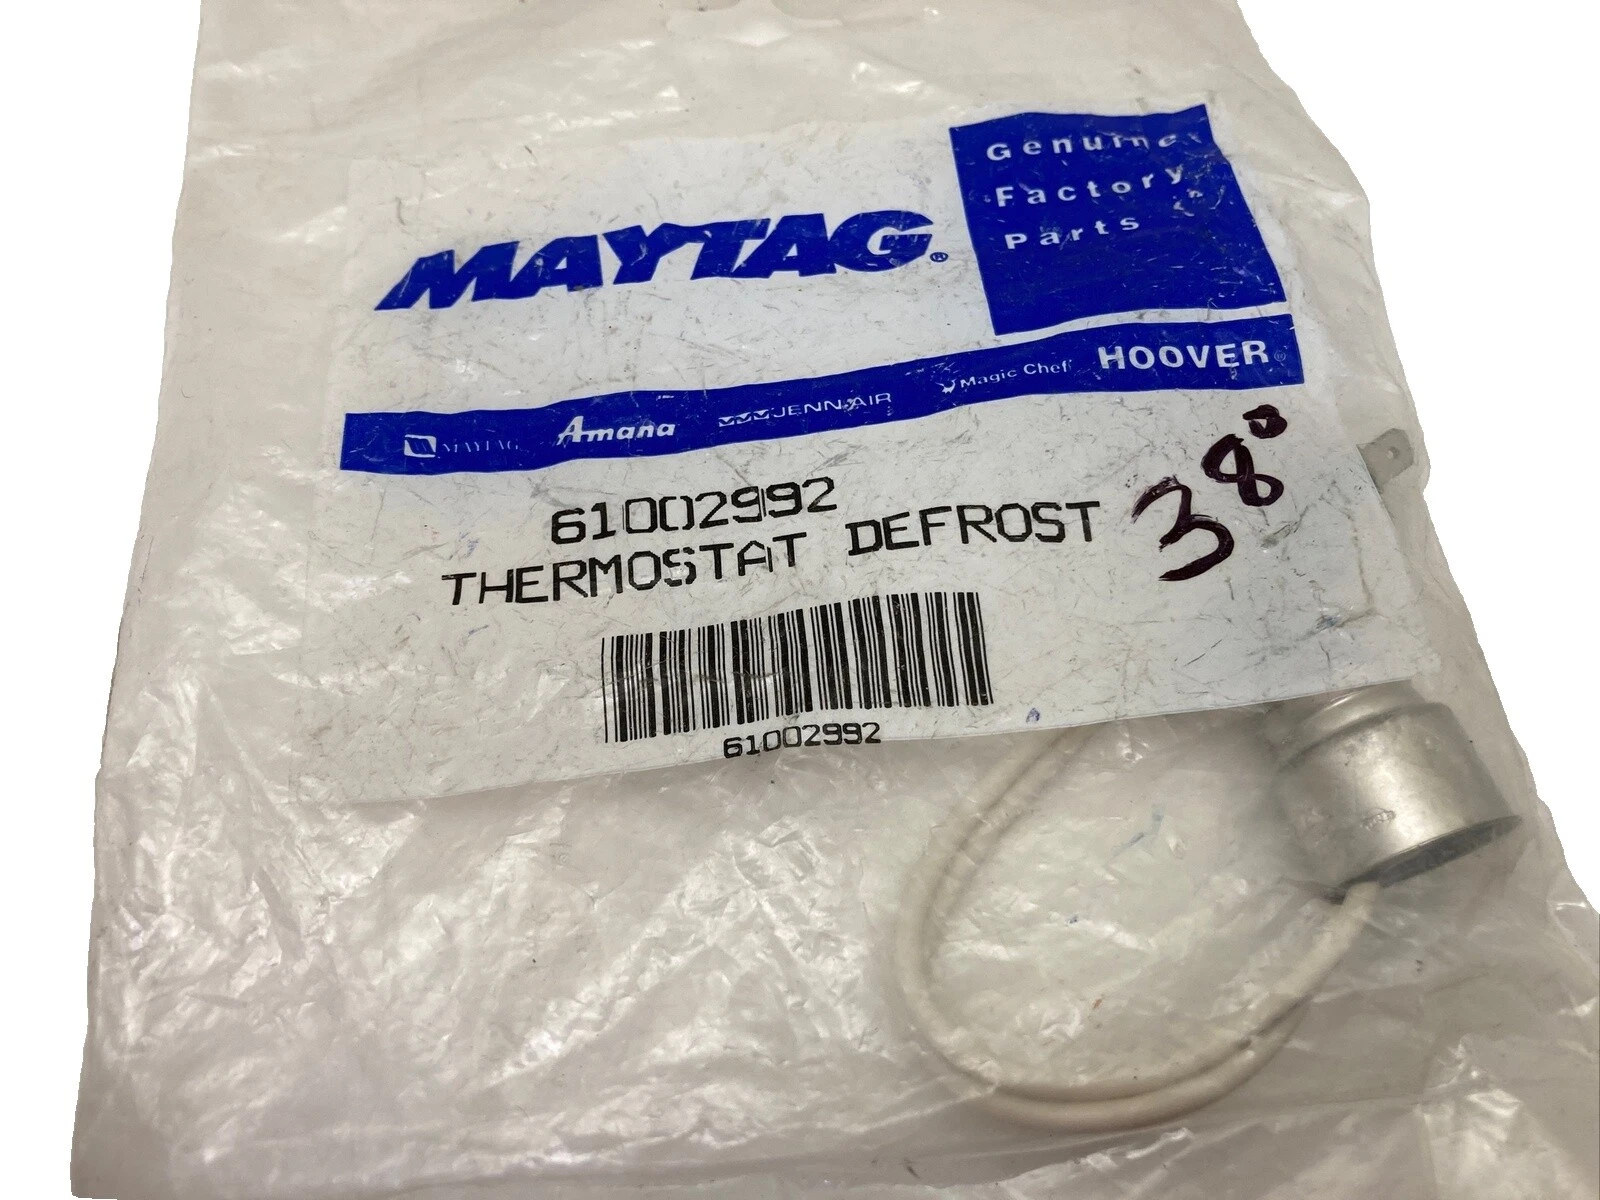 Genuine
Factory
Parts
MAYTAG®
MAYTAG Amana JENN-AIR Magic Chef HOOVER®
61002992
THERMOSTAT DEFROST
38°
61002992